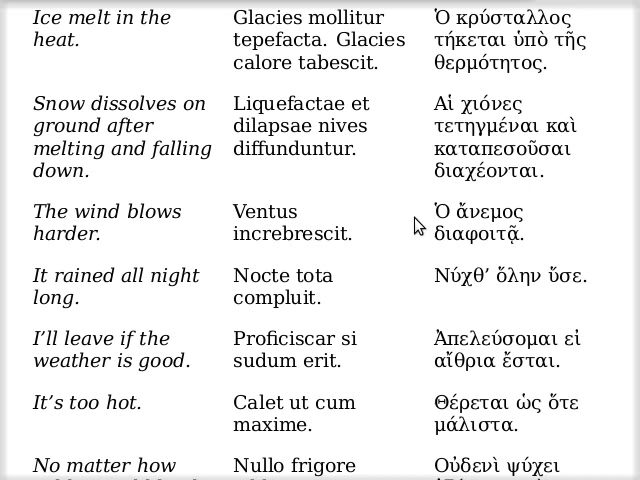 Ice melt in the
heat.
Glacies mollitur
tepefacta. Glacies
calore tabescit.
Ὁ κρύσταλλος
τήκεται ὑπὸ τῆς
θερμότητος.
Snow dissolves on
ground after
melting and falling
down.
Liquefactae et
dilapsae nives
diffunduntur.
Αἱ χιόνες
τετηγμέναι καὶ
καταπεσοῦσαι
διαχέονται.
The wind blows
harder.
Ventus
increbrescit.
Ὁ ἄνεμος
διαφοιτᾷ.
It rained all night
long.
Nocte tota
compluit.
Νύχθ’ ὅλην ὕσε.
I’ll leave if the
weather is good.
Proficiscar si
sudum erit.
Ἀπελεύσομαι εἰ
αἴθρια ἔσται.
It’s too hot.
Calet ut cum
maxime.
Θέρεται ὡς ὅτε
μάλιστα.
No matter how
Nullo frigore
Οὐδενὶ ψύχει